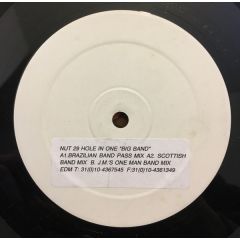 NUT 29 HOLE IN ONE "BIG BAND"
A1.BRAZILIAN BAND PASS MIX A2. SCOTTISH
BAND MIX B. J.M.'S ONE MAN BAND MIX
EDM T: 31(0)10-4367545 F:31(0)10-4361349